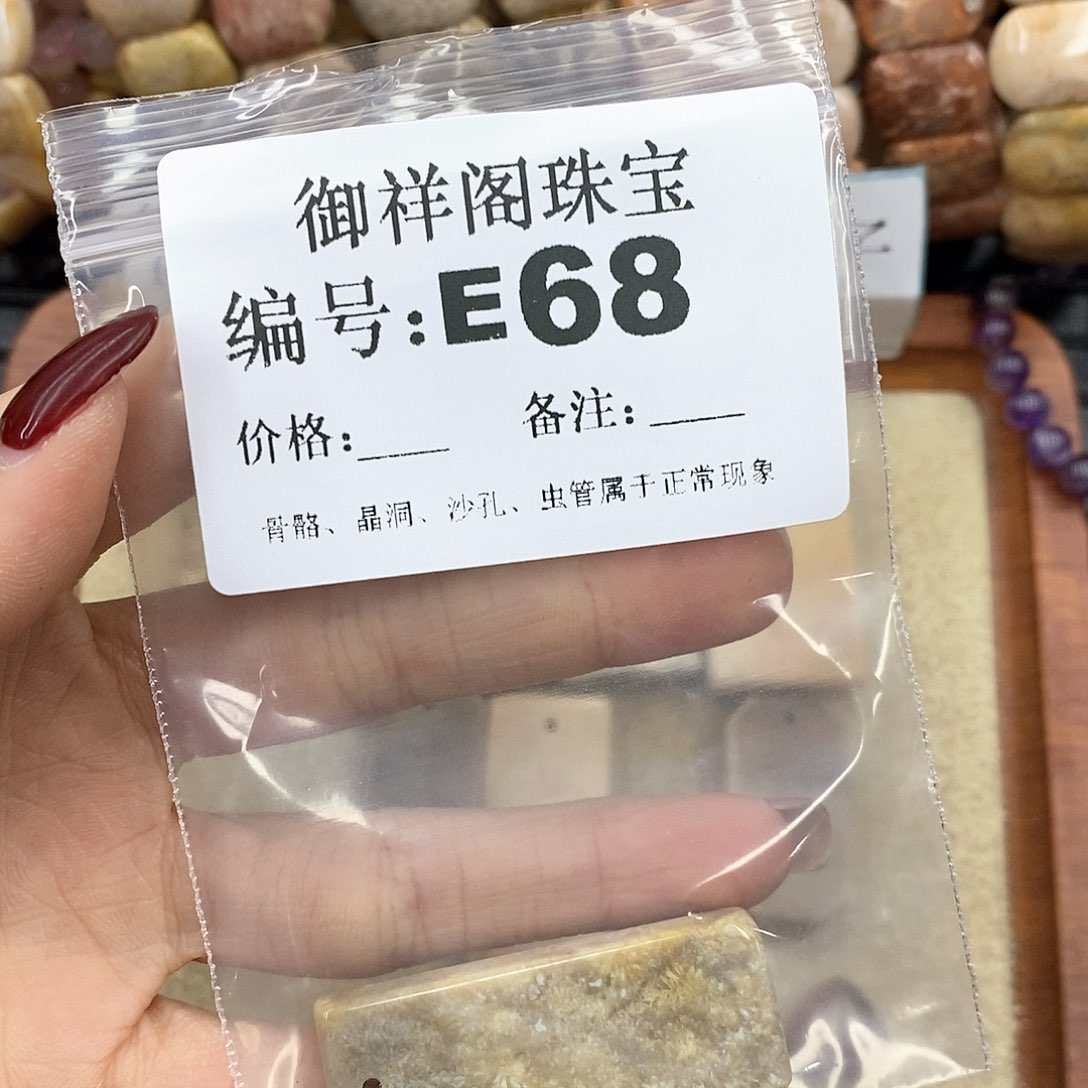 御祥阁珠宝
编号:E68
价格:____ 备注:____
骨骼、晶洞、沙孔、虫管属于正常现象